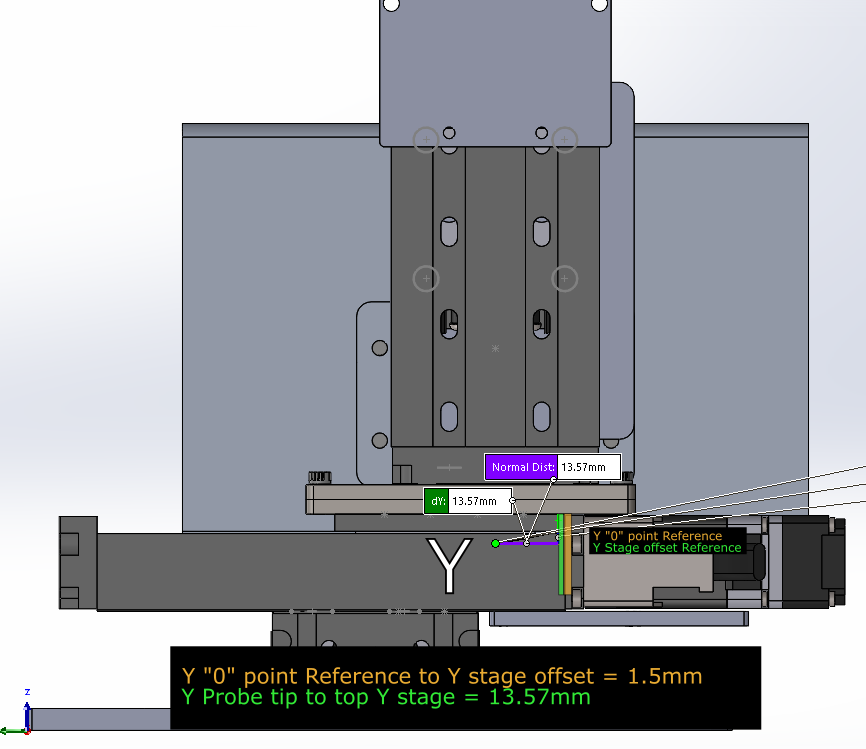 Normal Dist: 13.57mm
dY: 13.57mm
Y "0" point Reference
Y Stage offset Reference
Y
Y "0" point Reference to Y stage offset = 1.5mm
Y Probe tip to top Y stage = 13.57mm
z